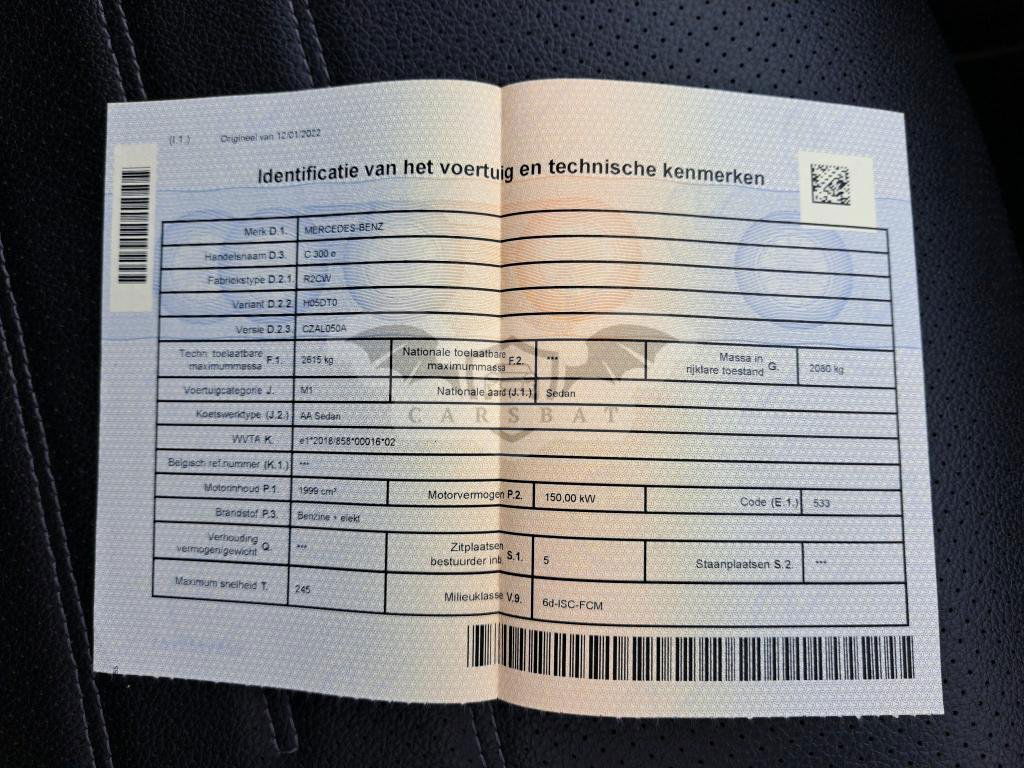 (I.1.) Origineel van 12/01/2022
Identificatie van het voertuig en technische kenmerken
Merk D.1. MERCEDES-BENZ
Handelsnaam D.3. C 300 e
Fabriekstype D.2.1. R2CW
Variant D.2.2. H05DT0
Versie D.2.3. CZAL050A
Techn. toelaatbare maximummassa F.1. 2615 kg Nationale toelaatbare maximummassa F.2. *** Massa in rijklare toestand G. 2080 kg
Voertuigcategorie J. M1 Nationale aard (J.1.) Sedan
Koetswerktype (J.2.) AA Sedan
CARSBAT
WVTA K. e1*2018/858*00016*02
Belgisch ref.nummer (K.1.) ***
Motorinhoud P.1. 1999 cm³ Motorvermogen P.2. 150,00 kW Code (E.1.) 533
Brandstof P.3. Benzine + elekt
Verhouding vermogen/gewicht Q. *** Zitplaatsen bestuurder inb. S.1. 5 Staanplaatsen S.2. ***
Maximum snelheid T. 245 Milieuklasse V.9. 6d-ISC-FCM